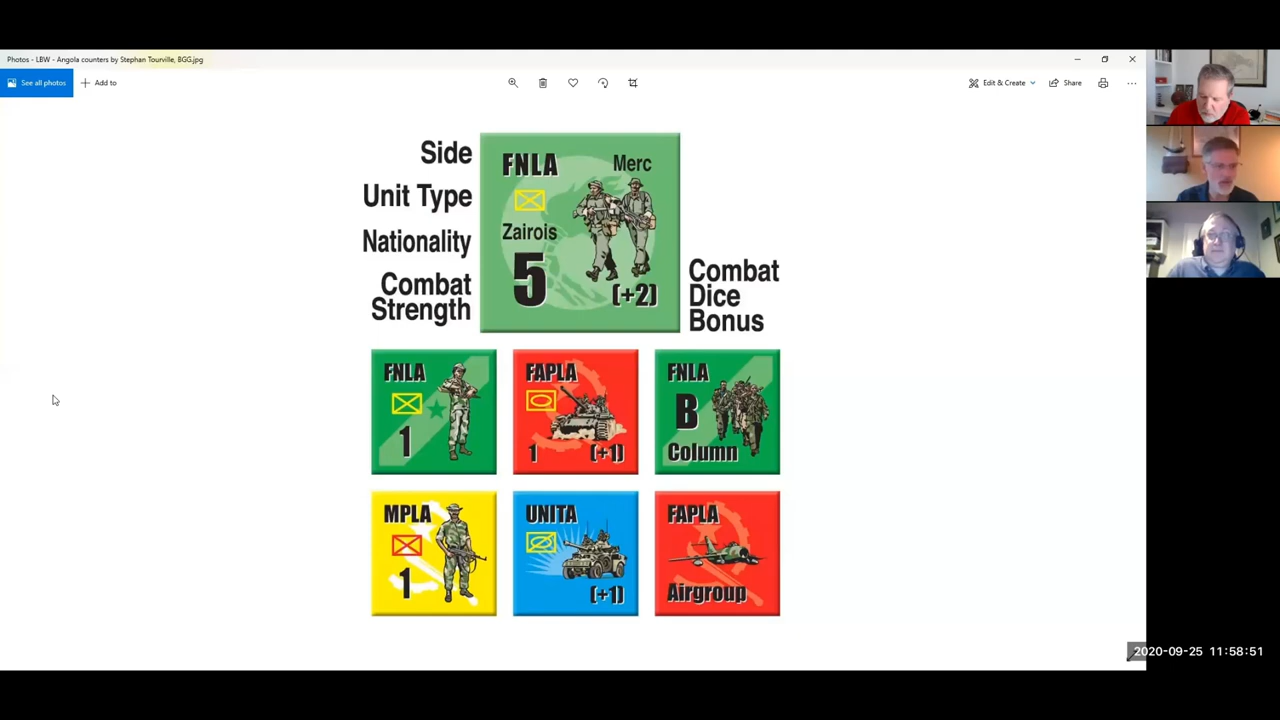 Photos - LBW - Angola counters by Stephan Tourville, BGG.jpg
See all photos
Add to
Edit & Create
Share
Side
Unit Type
Nationality
Combat
Strength
FNLA
Merc
Zairois
5
(+2)
Combat
Dice
Bonus
FNLA
1
FAPLA
1
(+1)
FNLA
B
Column
MPLA
1
UNITA
(+1)
FAPLA
Airgroup
2020-09-25 11:58:51